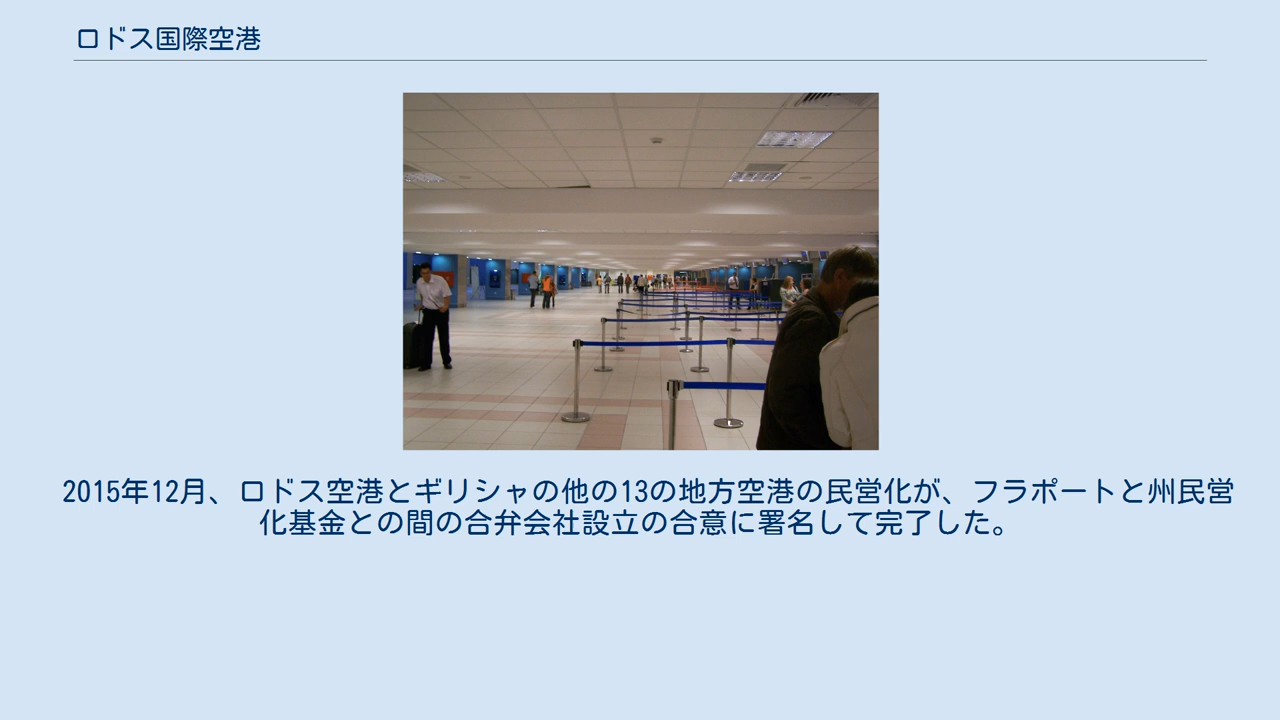 ロドス国際空港
2015年12月、ロドス空港とギリシャの他の13の地方空港の民営化が、フラポートと州民営
化基金との間の合弁会社設立の合意に署名して完了した。